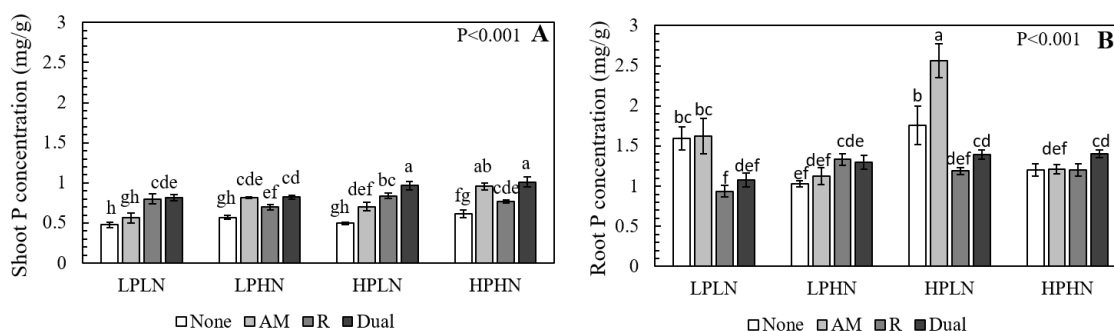 Shoot P concentration (mg/g)
3
2.5
2
1.5
1
0.5
0
P<0.001 A
h gh cde
gh cde ef cd
gh def bc a
fg ab cde a
LPLN LPHN HPLN HPHN
None AM R Dual
Root P concentration (mg/g)
3
2.5
2
1.5
1
0.5
0
P<0.001 B
bc bc f def
ef def cde
b a def cd
def cd
LPLN LPHN HPLN HPHN
None AM R Dual